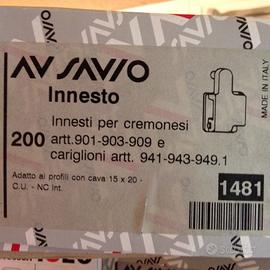 AV SAVIO
Innesto
Innesti per cremonesi
200 artt.901-903-909 e
cariglioni artt. 941-943-949.1
Adatto ai profili con cava 15 x 20 -
C.U. - NC Int.
1481
MADE IN ITALY
subito